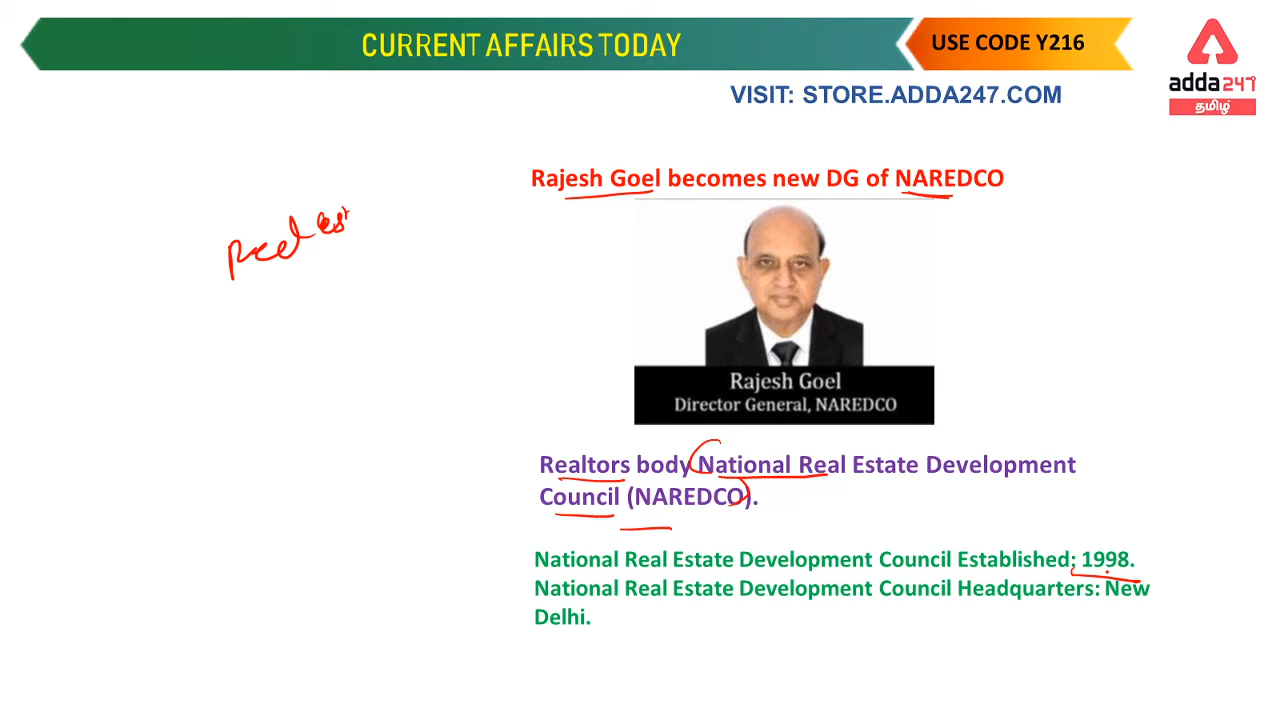 CURRENT AFFAIRS TODAY
USE CODE Y216
adda247
தமிழ்
VISIT: STORE.ADDA247.COM
Rajesh Goel becomes new DG of NAREDCO
Real est
Rajesh Goel
Director General, NAREDCO
Realtors body National Real Estate Development
Council (NAREDCO).
National Real Estate Development Council Established: 1998.
National Real Estate Development Council Headquarters: New
Delhi.